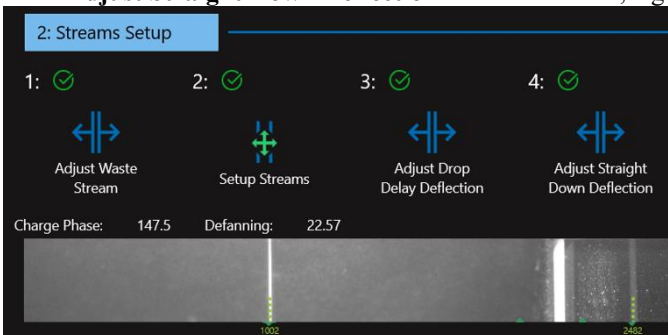 2: Streams Setup
1: 2: 3: 4:
Adjust Waste Stream
Setup Streams
Adjust Drop Delay Deflection
Adjust Straight Down Deflection
Charge Phase: 147.5 Defanning: 22.57
1002 2482